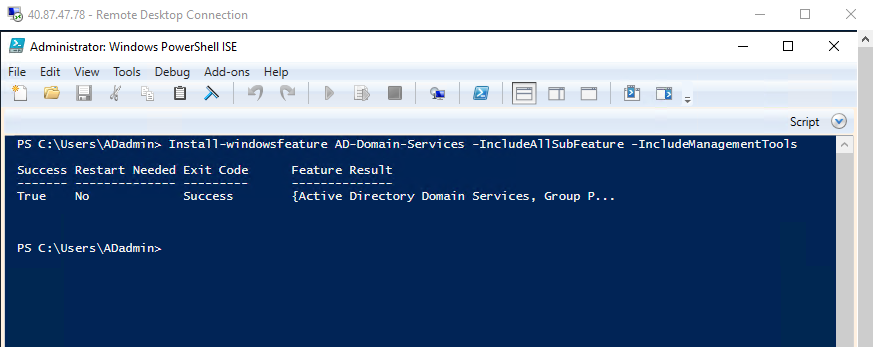 40.87.47.78 - Remote Desktop Connection
Administrator: Windows PowerShell ISE
File Edit View Tools Debug Add-ons Help
Script
PS C:\Users\ADadmin> Install-windowsfeature AD-Domain-Services -IncludeAllSubFeature -IncludeManagementTools
Success Restart Needed Exit Code Feature Result
------- -------------- --------- --------------
True No Success {Active Directory Domain Services, Group P...
PS C:\Users\ADadmin>